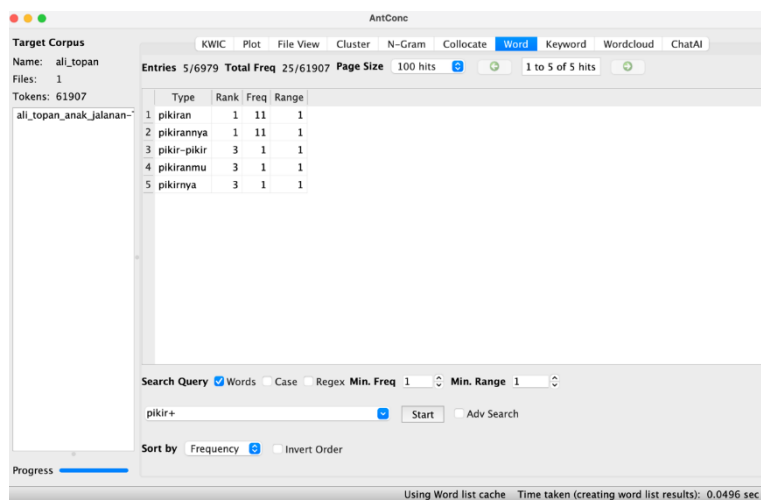 AntConc
Target Corpus
Name: ali_topan
Files: 1
Tokens: 61907
ali_topan_anak_jalanan-
KWIC Plot File View Cluster N-Gram Collocate Word Keyword Wordcloud ChatAI
Entries 5/6979 Total Freq 25/61907 Page Size 100 hits 1 to 5 of 5 hits
Type Rank Freq Range
1 pikiran 1 11 1
2 pikirannya 1 11 1
3 pikir-pikir 3 1 1
4 pikiranmu 3 1 1
5 pikirnya 3 1 1
Search Query Words Case Regex Min. Freq 1 Min. Range 1
pikir+ Start Adv Search
Sort by Frequency Invert Order
Progress
Using Word list cache Time taken (creating word list results): 0.0496 sec